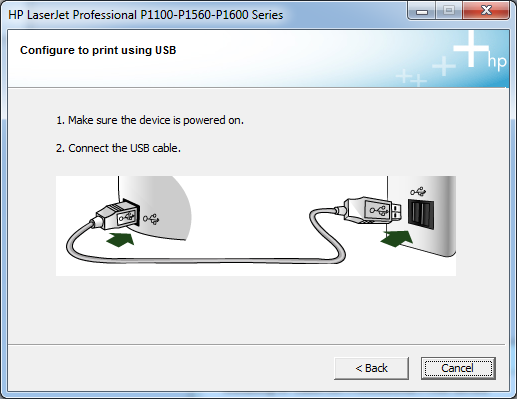 HP LaserJet Professional P1100-P1560-P1600 Series
Configure to print using USB
hp
1. Make sure the device is powered on.
2. Connect the USB cable.
< Back
Cancel